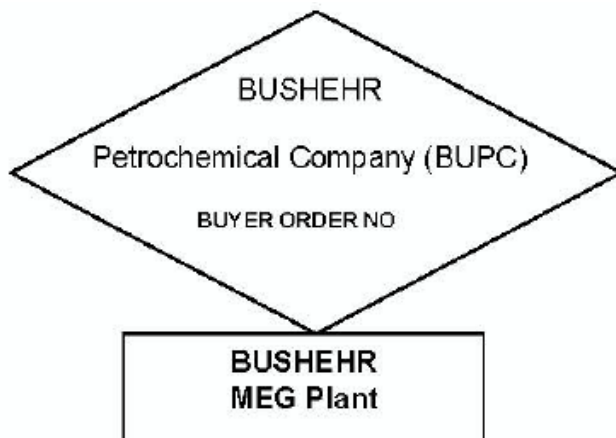 BUSHEHR
Petrochemical Company (BUPC)
BUYER ORDER NO
BUSHEHR
MEG Plant